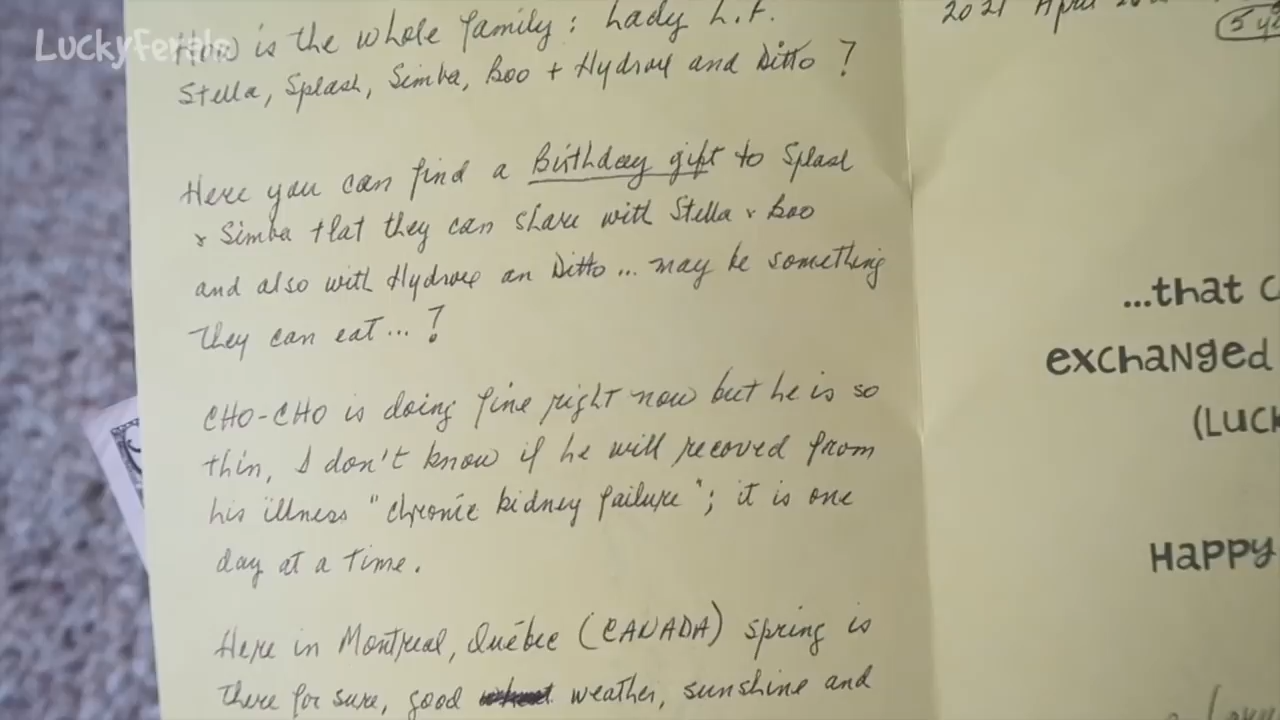 LuckyFerals
How is the whole family: Lady L.F.
Stella, Splash, Simba, Boo + Hydrox and Ditto ?
Here you can find a Birthday gift to Splash
& Simba that they can share with Stella & Boo
and also with Hydrox an Ditto ... may be something
they can eat ... ?
CHO-CHO is doing fine right now but he is so
thin, I don't know if he will recoved from
his illness "chronic kidney failure"; it is one
day at a time.
Here in Montreal, Québec (CANADA) spring is
there for sure, good weather, sunshine and
2021 April
5
...that c
exchanged
(Luck
Happy